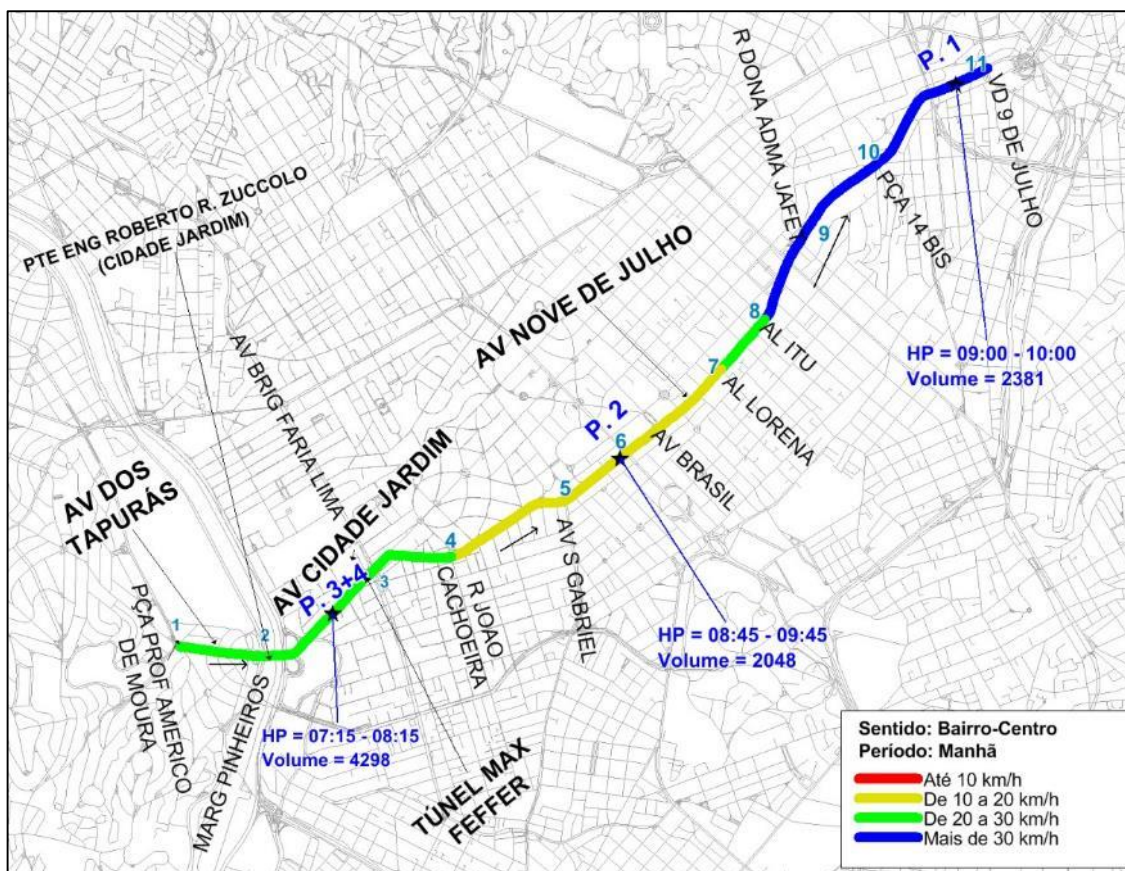 P. 1
11
VD 9 DE JULHO
R DONA ADMA JAFET
10
PÇA 14 BIS
9
PTE ENG ROBERTO R. ZUCCOLO
(CIDADE JARDIM)
AV NOVE DE JULHO
8
AL ITU
HP = 09:00 - 10:00
Volume = 2381
7
AL LORENA
AV BRIG FARIA LIMA
P. 2
6
AV BRASIL
AV DOS
TAPURÁS
AV CIDADE JARDIM
5
AV S GABRIEL
4
R JOAO
CACHOEIRA
P. 3+4
3
PÇA PROF AMERICO
DE MOURA
1
2
MARG PINHEIROS
HP = 08:45 - 09:45
Volume = 2048
HP = 07:15 - 08:15
Volume = 4298
TÚNEL MAX
FEFFER
Sentido: Bairro-Centro
Período: Manhã
Até 10 km/h
De 10 a 20 km/h
De 20 a 30 km/h
Mais de 30 km/h